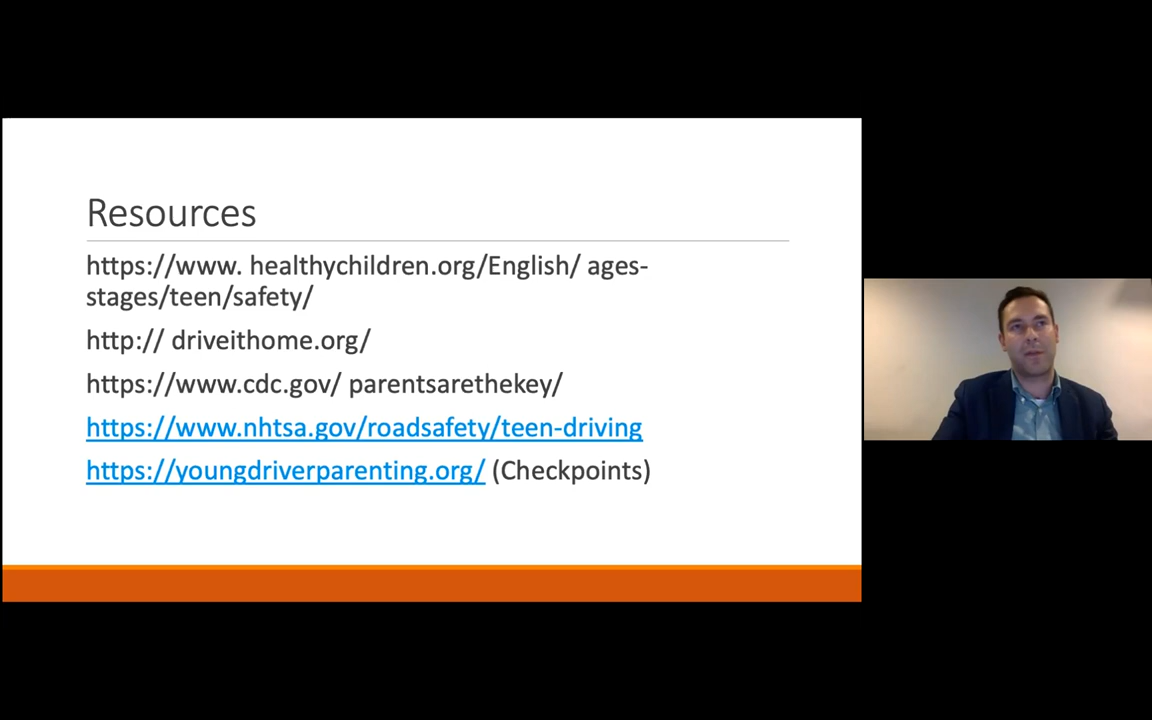 Resources
https://www. healthychildren.org/English/ ages-
stages/teen/safety/
http:// driveithome.org/
https://www.cdc.gov/ parentsarethekey/
https://www.nhtsa.gov/roadsafety/teen-driving
https://youngdriverparenting.org/ (Checkpoints)